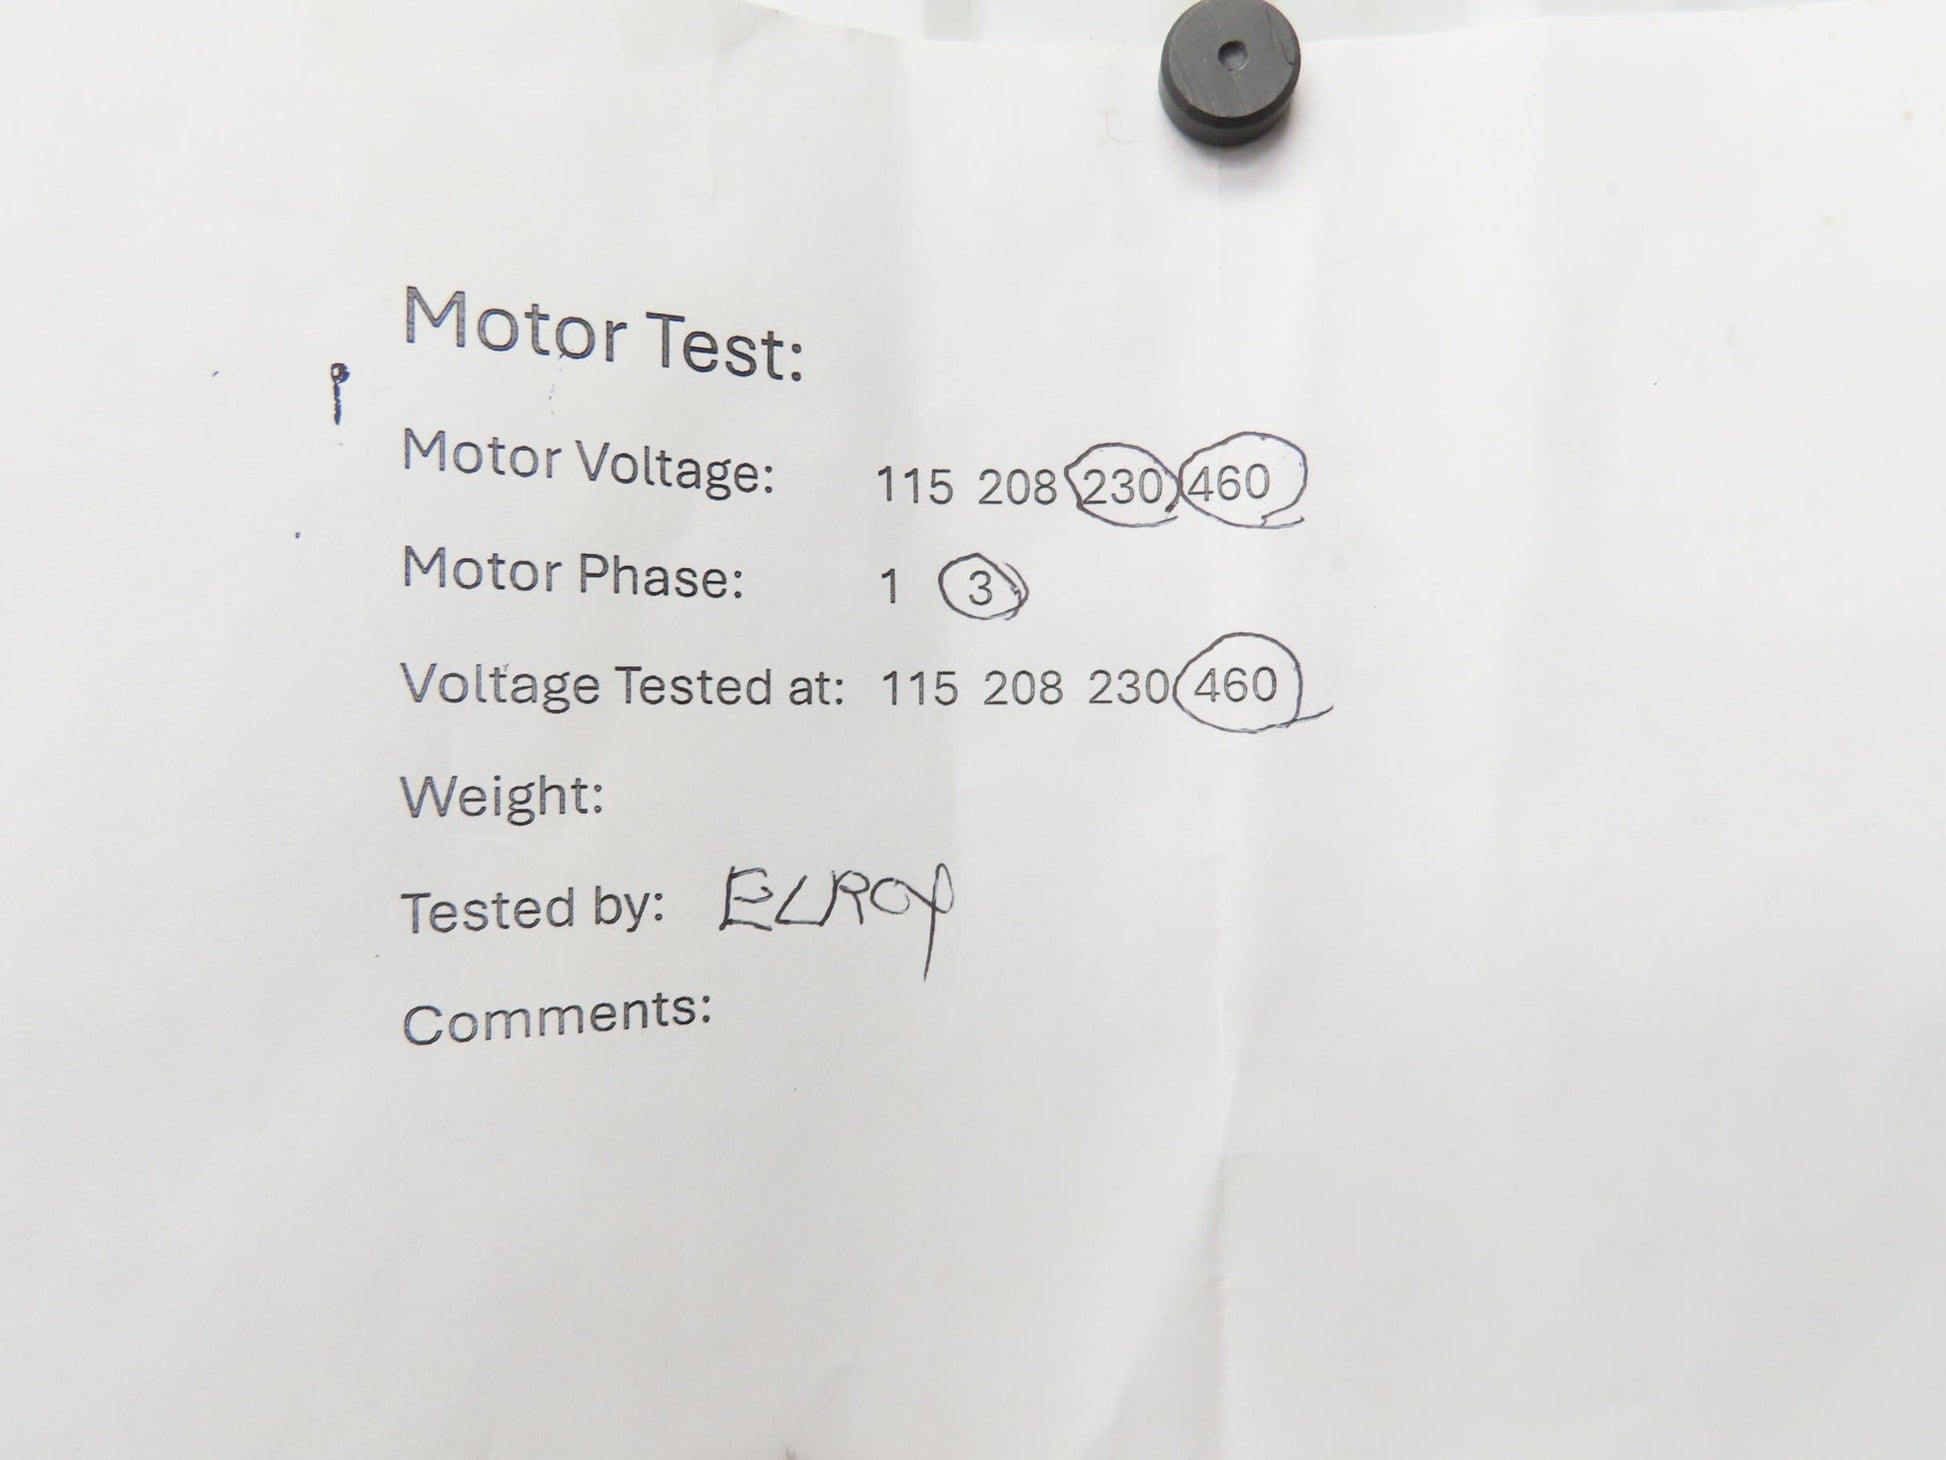 Motor Test:
Motor Voltage: 115 208 230 460
Motor Phase: 1 3
Voltage Tested at: 115 208 230 460
Weight:
Tested by: ELROY
Comments: